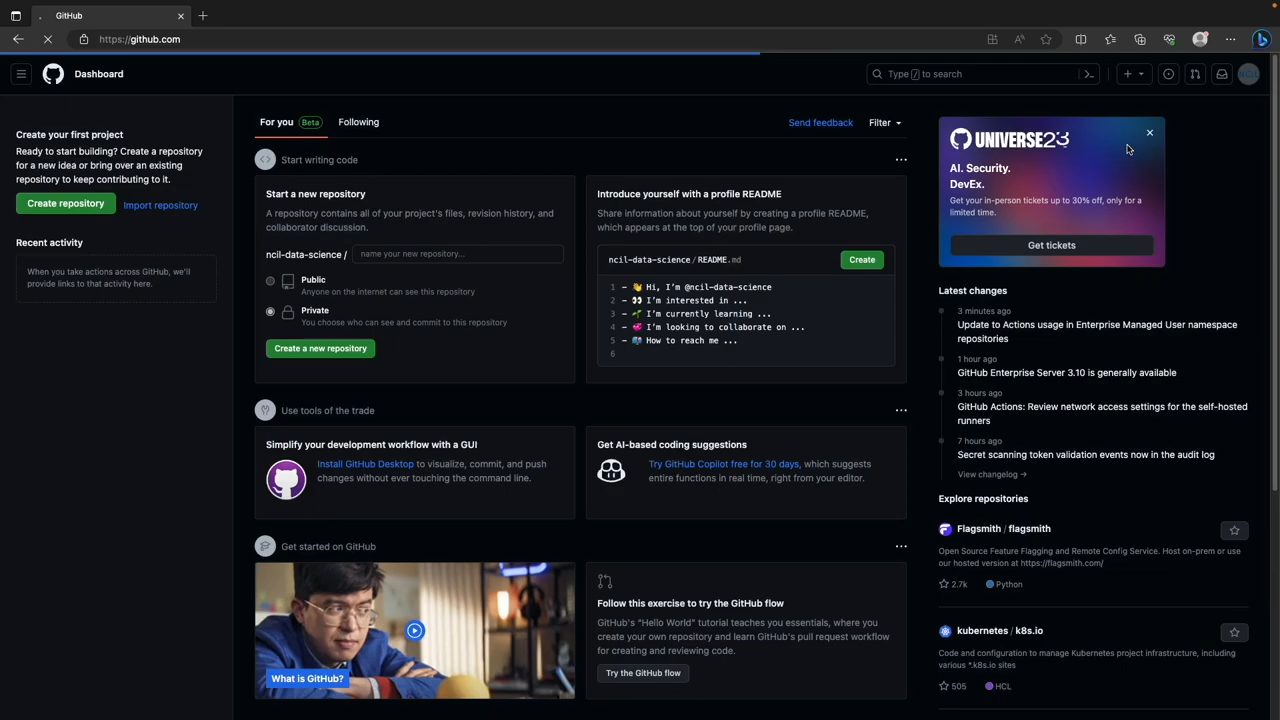 GitHub
https://github.com
Dashboard
Type / to search
Create your first project
Ready to start building? Create a repository
for a new idea or bring over an existing
repository to keep contributing to it.
Create repository
Import repository
Recent activity
When you take actions across GitHub, we'll
provide links to that activity here.
For you Beta
Following
Send feedback
Filter
Start writing code
Start a new repository
A repository contains all of your project's files, revision history, and
collaborator discussion.
ncil-data-science /
name your new repository...
Public
Anyone on the internet can see this repository
Private
You choose who can see and commit to this repository
Create a new repository
Introduce yourself with a profile README
Share information about yourself by creating a profile README,
which appears at the top of your profile page.
ncil-data-science / README.md
Create
1 - 👋 Hi, I'm @ncil-data-science
2 - 👀 I'm interested in ...
3 - 🌱 I'm currently learning ...
4 - 💞️ I'm looking to collaborate on ...
5 - 📫 How to reach me ...
6
Use tools of the trade
Simplify your development workflow with a GUI
Install GitHub Desktop to visualize, commit, and push
changes without ever touching the command line.
Get AI-based coding suggestions
Try GitHub Copilot free for 30 days, which suggests
entire functions in real time, right from your editor.
Get started on GitHub
What is GitHub?
Follow this exercise to try the GitHub flow
GitHub's "Hello World" tutorial teaches you essentials, where you
create your own repository and learn GitHub's pull request workflow
for creating and reviewing code.
Try the GitHub flow
UNIVERSE23
AI. Security.
DevEx.
Get your in-person tickets up to 30% off, only for a
limited time.
Get tickets
Latest changes
3 minutes ago
Update to Actions usage in Enterprise Managed User namespace
repositories
1 hour ago
GitHub Enterprise Server 3.10 is generally available
3 hours ago
GitHub Actions: Review network access settings for the self-hosted
runners
7 hours ago
Secret scanning token validation events now in the audit log
View changelog →
Explore repositories
Flagsmith / flagsmith
Open Source Feature Flagging and Remote Config Service. Host on-prem or use
our hosted version at https://flagsmith.com/
2.7k
Python
kubernetes / k8s.io
Code and configuration to manage Kubernetes project infrastructure, including
various *.k8s.io sites
505
HCL